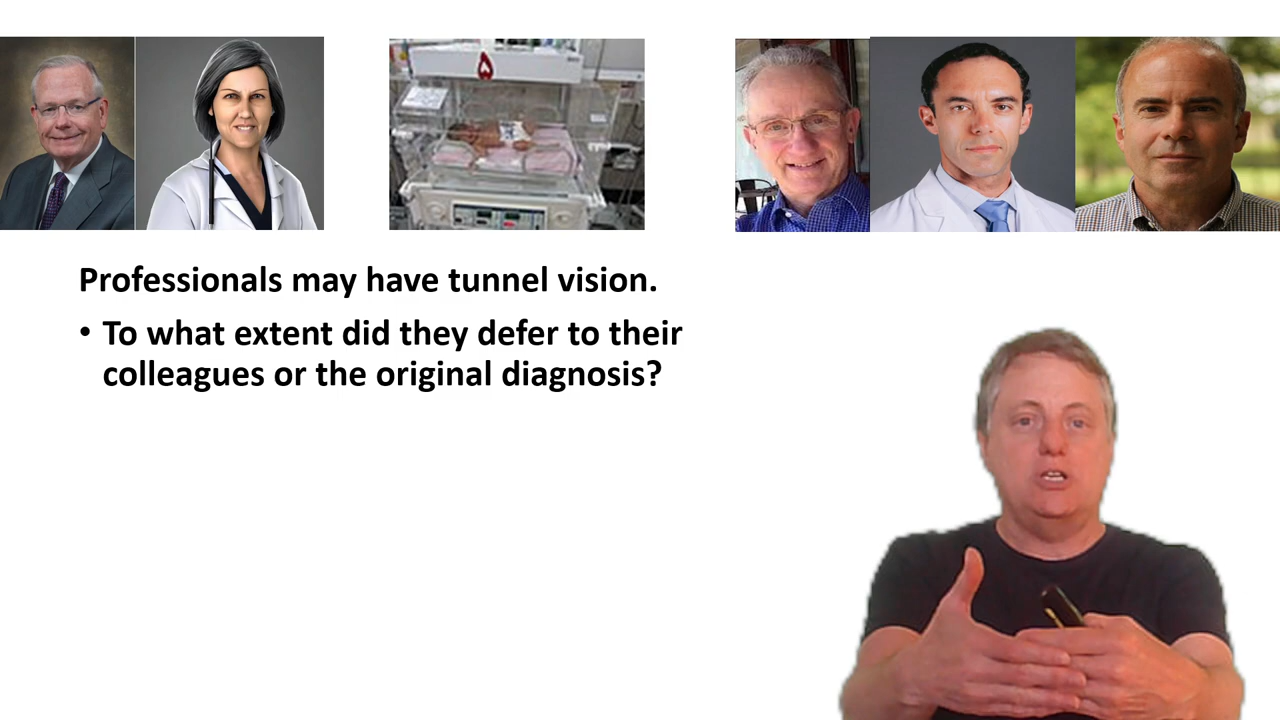 Professionals may have tunnel vision.
• To what extent did they defer to their
colleagues or the original diagnosis?